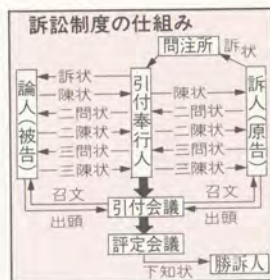 訴訟制度の仕組み
問注所
訴状
論人(被告)
引付奉行人
訴人(原告)
訴状
陳状
二問状
二陳状
三問状
三陳状
陳状
二問状
二陳状
三問状
三陳状
召文
出頭
引付会議
召文
出頭
評定会議
下知状
勝訴人